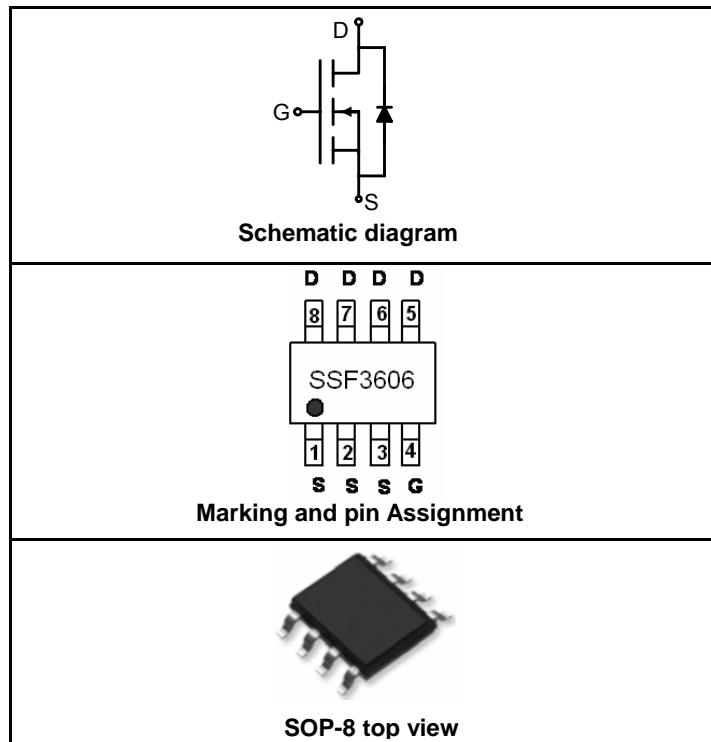 D
G
S
Schematic diagram
D D D D
8 7 6 5
SSF3606
1 2 3 4
S S S G
Marking and pin Assignment
SOP-8 top view